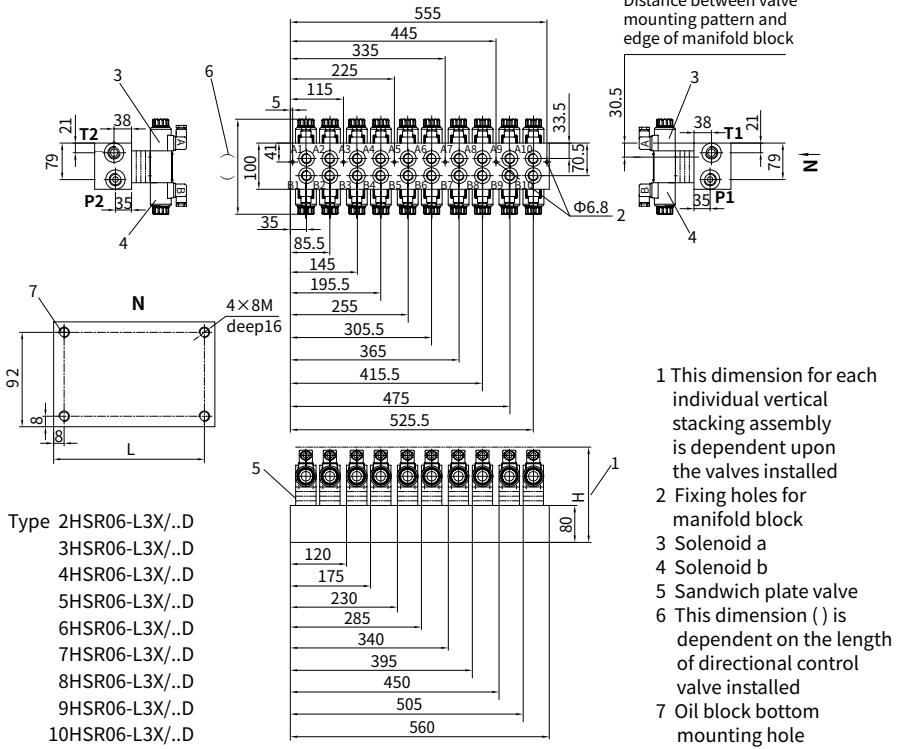 555
Distance between valve
mounting pattern and
edge of manifold block
445
335
225
115
5
3
6
3
30.5
33.5
21
T2
38
A
79
P2
35
B
4
41
100
A1 A2 A3 A4 A5 A6 A7 A8 A9 A10
B1 B2 B3 B4 B5 B6 B7 B8 B9 B10
70.5
Φ6.8
2
38
T1
21
A
79
N
B
35
P1
4
35
85.5
145
195.5
255
305.5
365
415.5
475
525.5
7
N
4×8M
deep16
92
8
8
L
5
1
H
80
120
175
230
285
340
395
450
505
560
Type 2HSR06-L3X/..D
3HSR06-L3X/..D
4HSR06-L3X/..D
5HSR06-L3X/..D
6HSR06-L3X/..D
7HSR06-L3X/..D
8HSR06-L3X/..D
9HSR06-L3X/..D
10HSR06-L3X/..D
1 This dimension for each
individual vertical
stacking assembly
is dependent upon
the valves installed
2 Fixing holes for
manifold block
3 Solenoid a
4 Solenoid b
5 Sandwich plate valve
6 This dimension ( ) is
dependent on the length
of directional control
valve installed
7 Oil block bottom
mounting hole